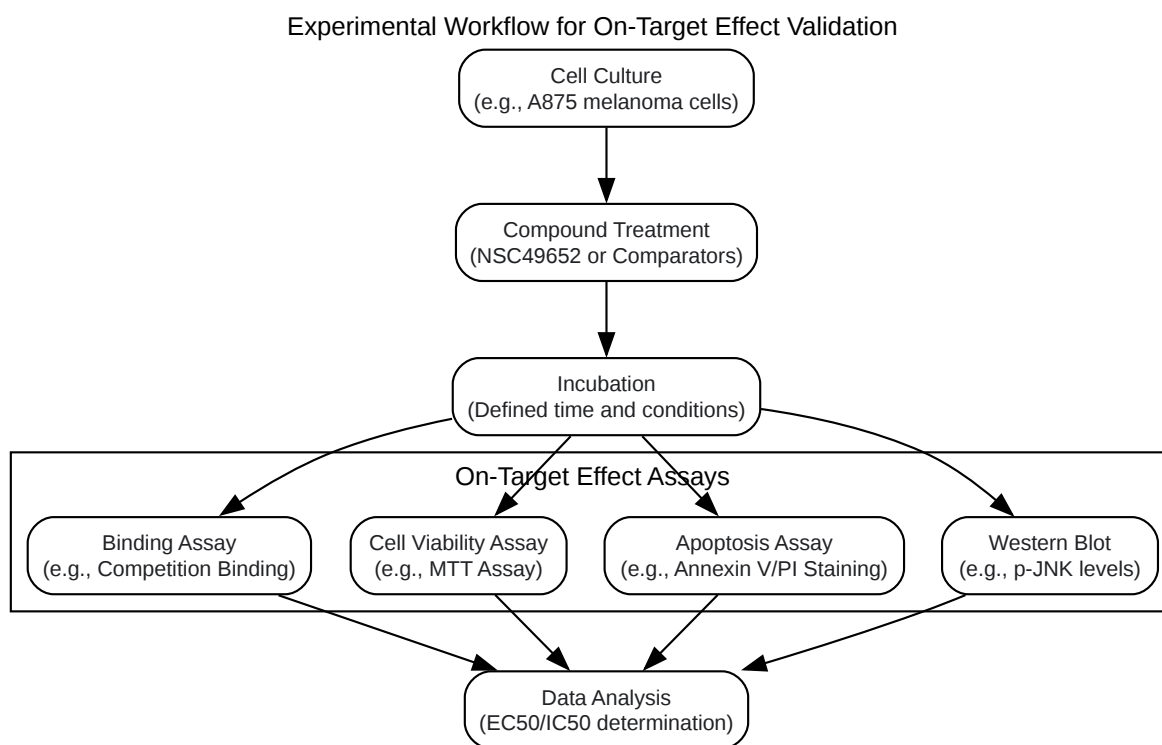 Experimental Workflow for On-Target Effect Validation
Cell Culture
(e.g., A875 melanoma cells)
Compound Treatment
(NSC49652 or Comparators)
Incubation
(Defined time and conditions)
On-Target Effect Assays
Binding Assay
(e.g., Competition Binding)
Cell Viability Assay
(e.g., MTT Assay)
Apoptosis Assay
(e.g., Annexin V/PI Staining)
Western Blot
(e.g., p-JNK levels)
Data Analysis
(EC50/IC50 determination)